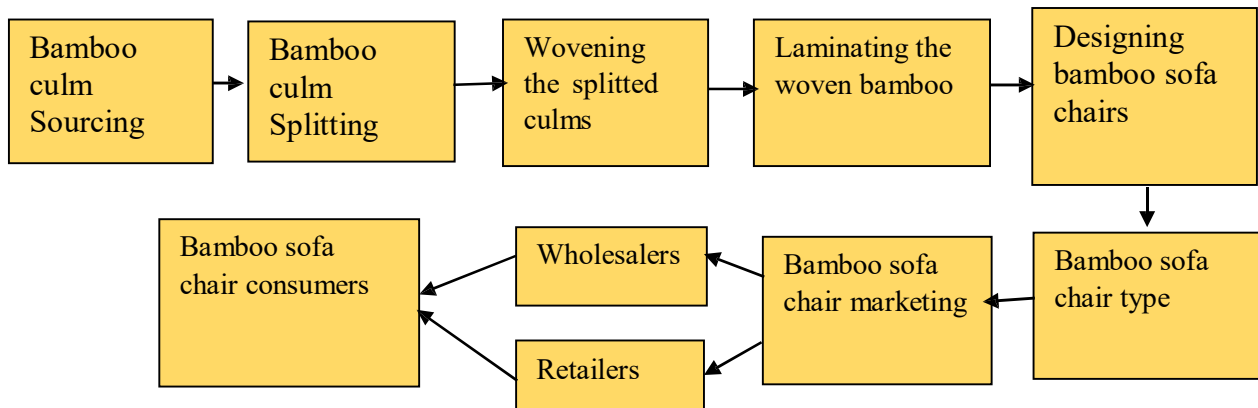 Bamboo
culm
Sourcing
Bamboo
culm
Splitting
Wovening
the splitted
culms
Laminating the
woven bamboo
Designing
bamboo sofa
chairs
Bamboo sofa
chair type
Bamboo sofa
chair marketing
Wholesalers
Retailers
Bamboo sofa
chair consumers